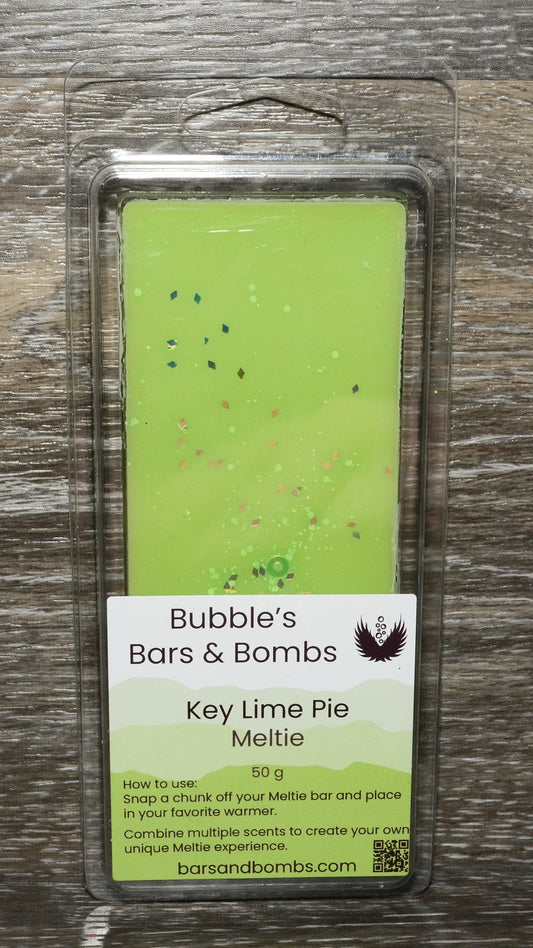 Bubble's
Bars & Bombs
Key Lime Pie
Meltie
50 g
How to use:
Snap a chunk off your Meltie bar and place
in your favorite warmer.
Combine multiple scents to create your own
unique Meltie experience.
barsandbombs.com